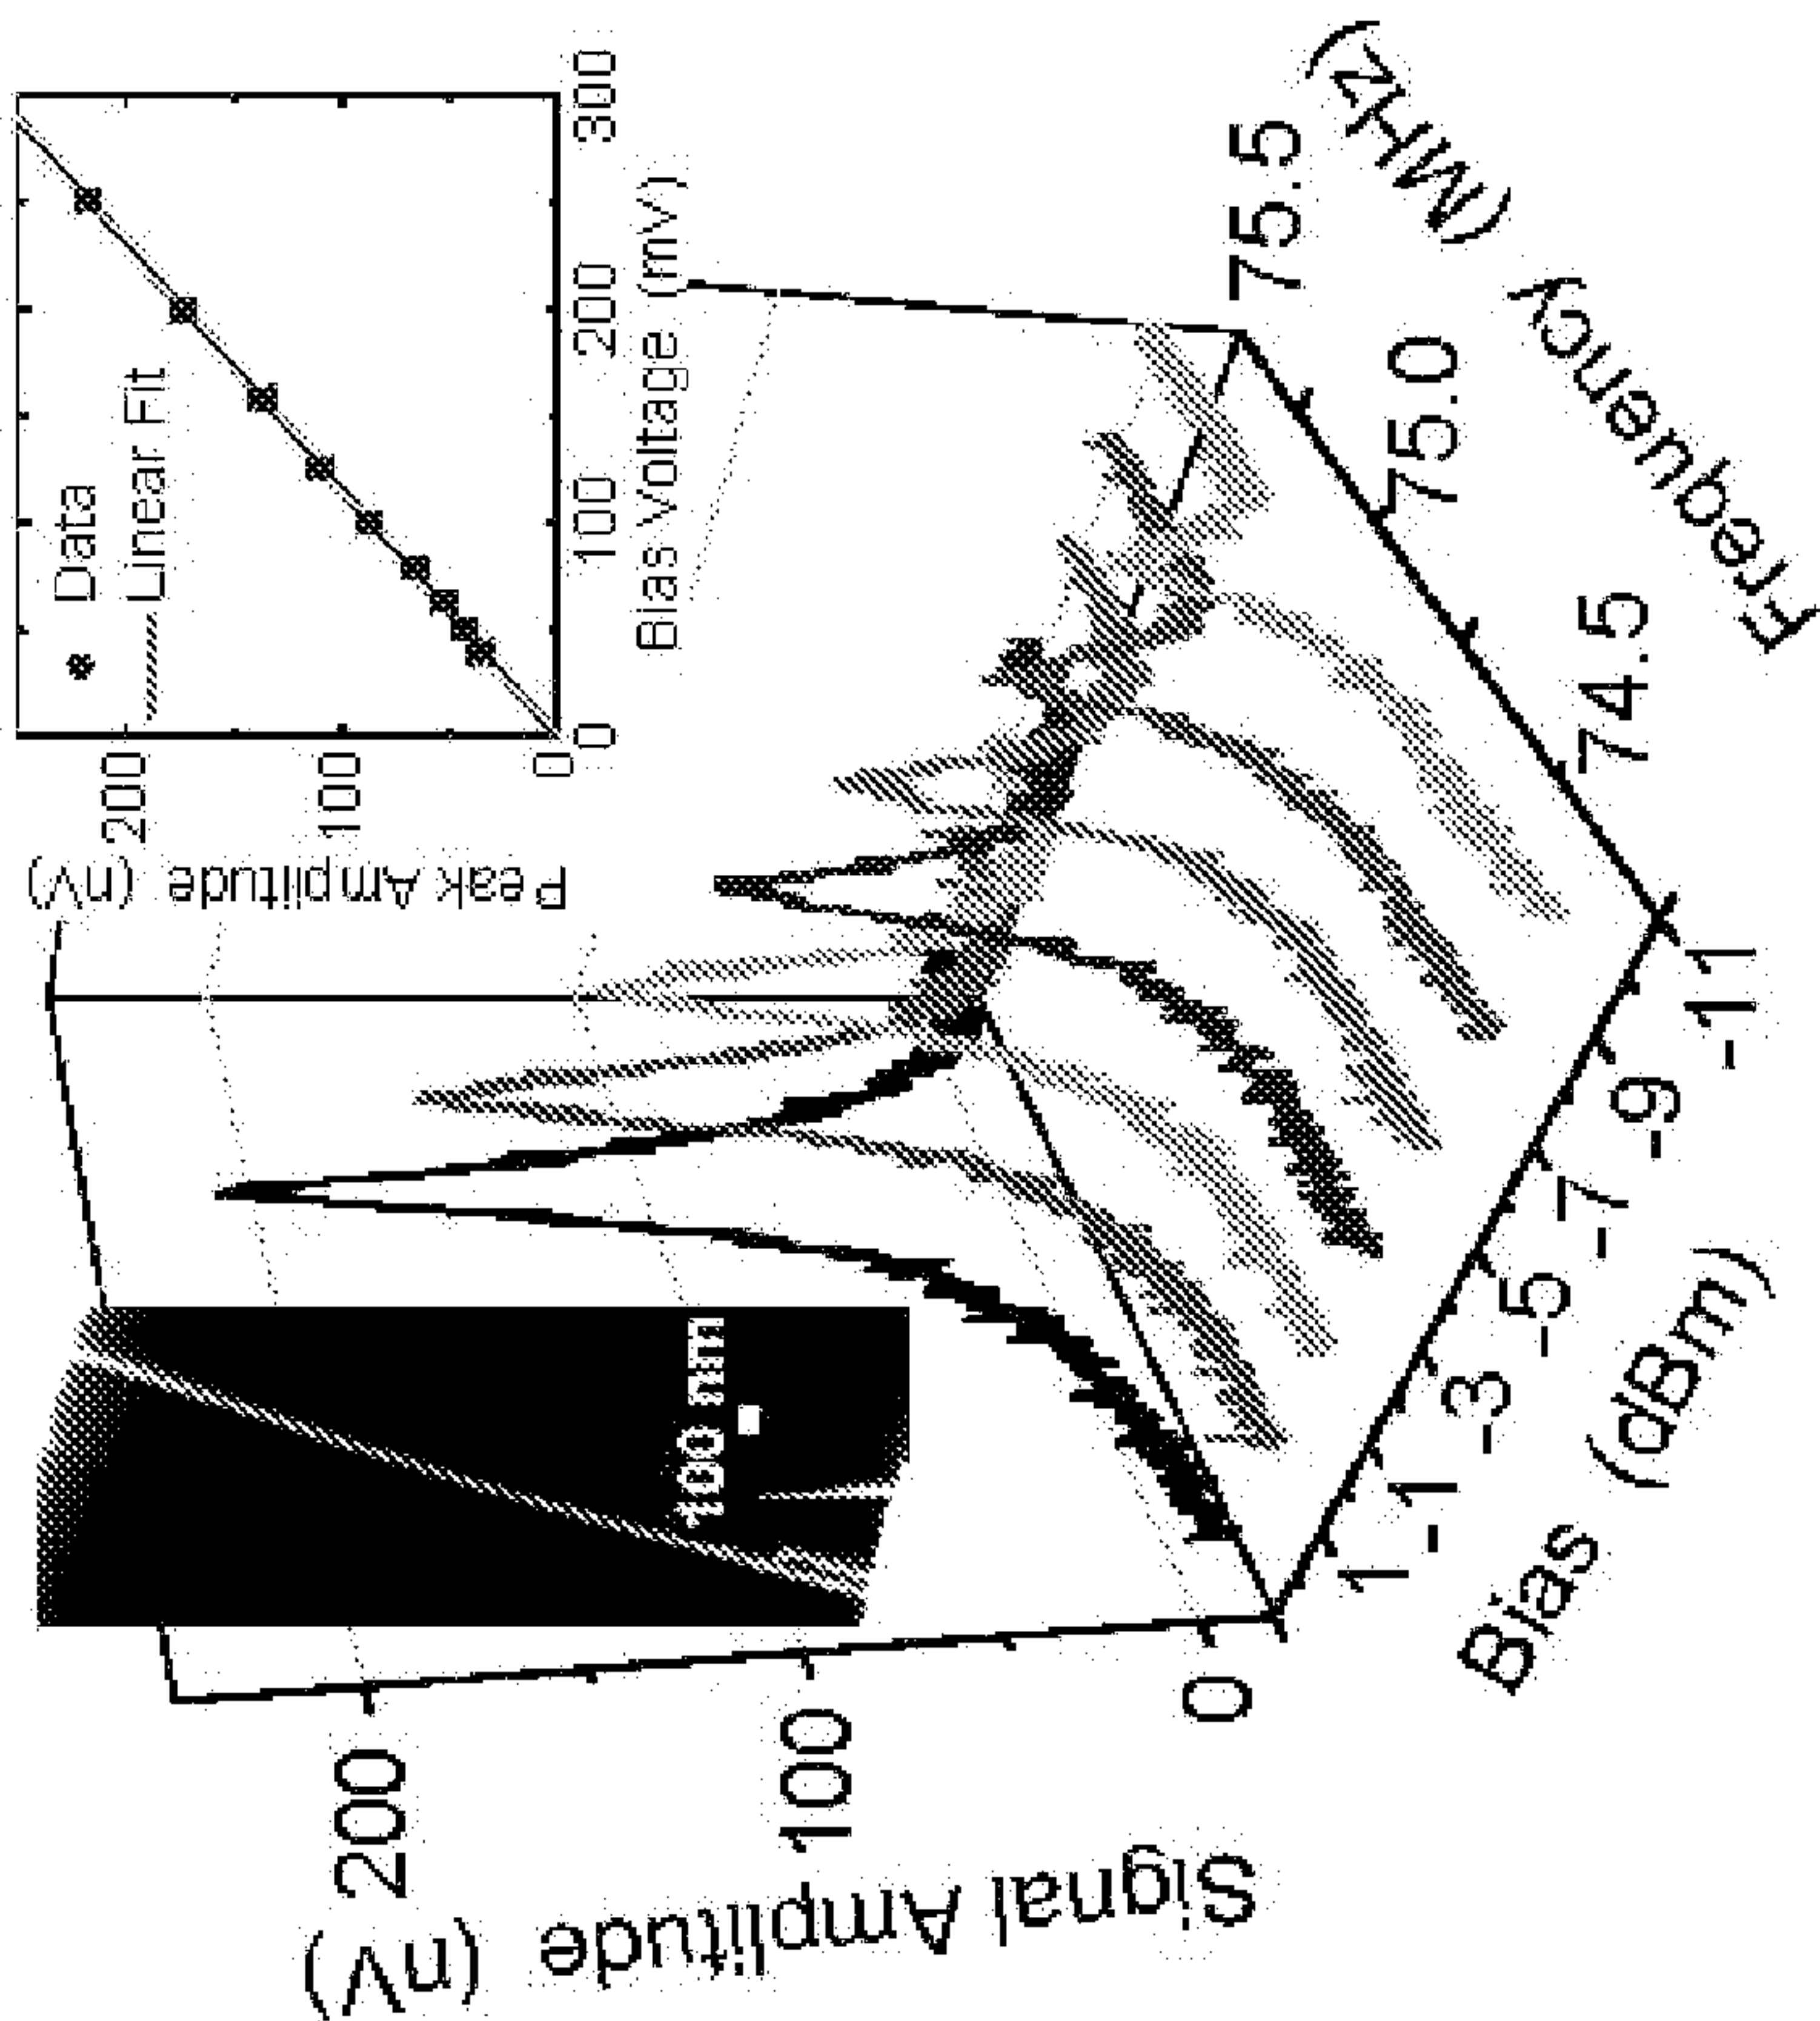 Signal Amplitude (nV)
200
100
0
100 nm
Bias (dBm)
1
-1
-3
-5
-7
-9
-11
Frequency (MHz)
74.5
75.0
75.5
Peak Amplitude (nV)
200
100
0
Data
Linear Fit
0
100
200
300
Bias Voltage (mV)